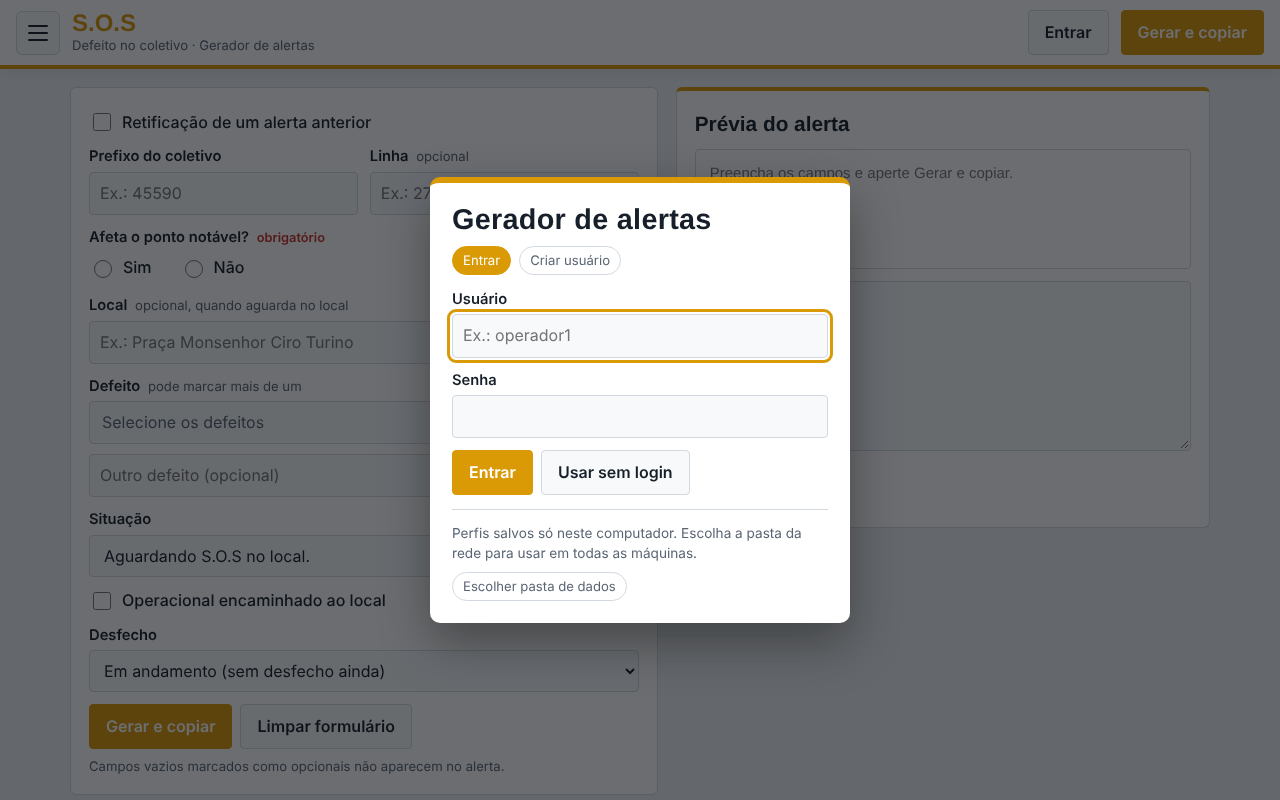 S.O.S
Defeito no coletivo · Gerador de alertas
Entrar
Gerar e copiar
Retificação de um alerta anterior
Prefixo do coletivo
Linha opcional
Ex.: 45590
Ex.: 27
Afeta o ponto notável? obrigatório
Sim
Não
Local opcional, quando aguarda no local
Ex.: Praça Monsenhor Ciro Turino
Defeito pode marcar mais de um
Selecione os defeitos
Outro defeito (opcional)
Situação
Aguardando S.O.S no local.
Operacional encaminhado ao local
Desfecho
Em andamento (sem desfecho ainda)
Gerar e copiar
Limpar formulário
Campos vazios marcados como opcionais não aparecem no alerta.
Prévia do alerta
Preencha os campos e aperte Gerar e copiar.
Gerador de alertas
Entrar
Criar usuário
Usuário
Ex.: operador1
Senha
Entrar
Usar sem login
Perfis salvos só neste computador. Escolha a pasta da
rede para usar em todas as máquinas.
Escolher pasta de dados